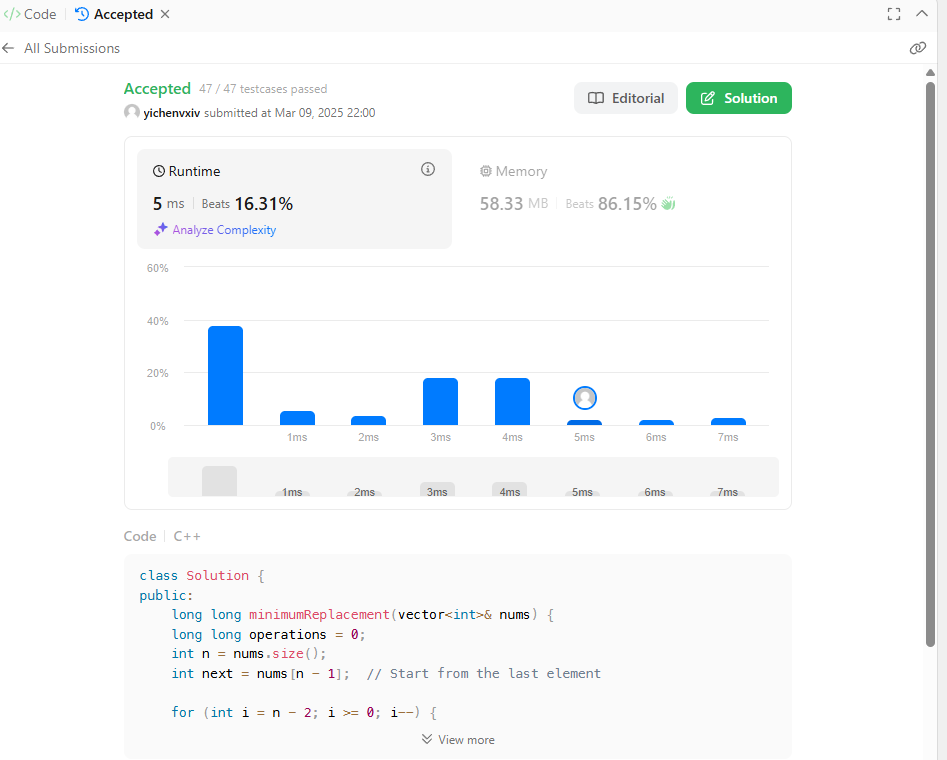 </> Code | Accepted ×
← All Submissions
Accepted 47 / 47 testcases passed
Editorial
Solution
yichenvxiv submitted at Mar 09, 2025 22:00
Runtime
5 ms | Beats 16.31%
Analyze Complexity
Memory
58.33 MB | Beats 86.15%
60%
40%
20%
0%
1ms 2ms 3ms 4ms 5ms 6ms 7ms
1ms 2ms 3ms 4ms 5ms 6ms 7ms
Code | C++
class Solution {
public:
    long long minimumReplacement(vector<int>& nums) {
    long long operations = 0;
    int n = nums.size();
    int next = nums[n - 1];  // Start from the last element
    for (int i = n - 2; i >= 0; i--) {
View more